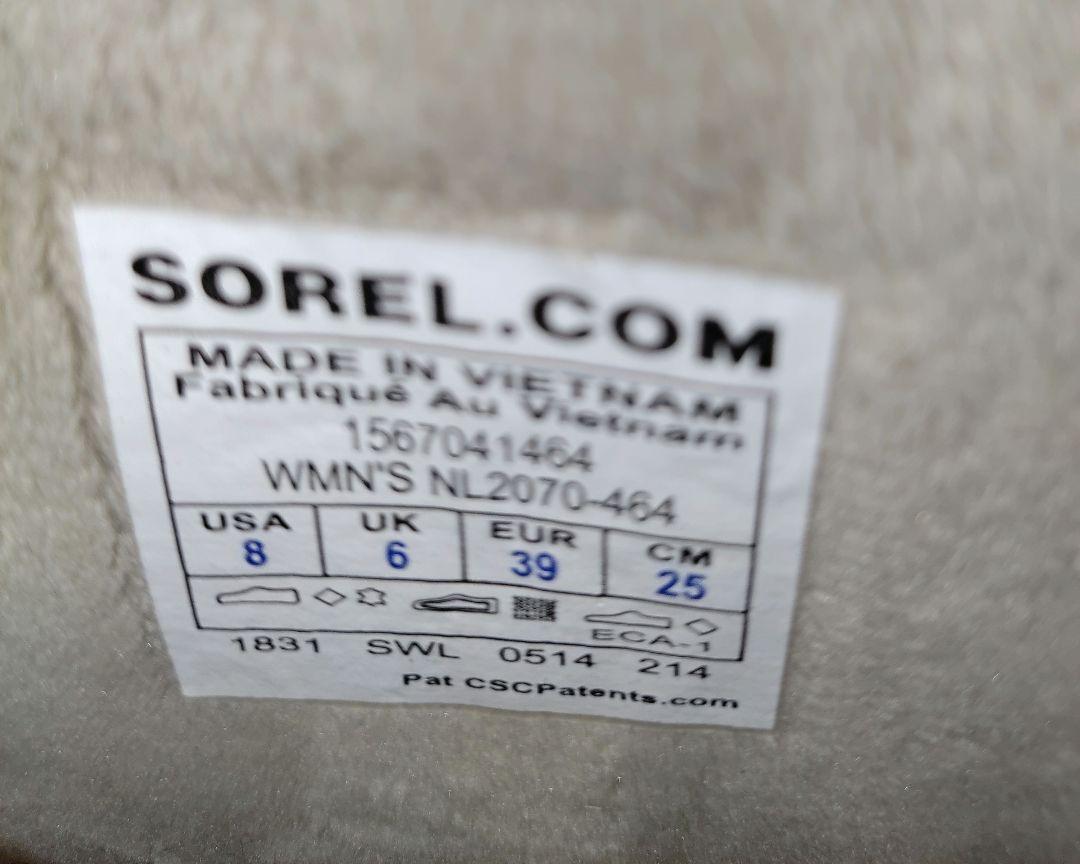 SOREL.COM
MADE IN VIETNAM
Fabriqué Au Vietnam
1567041464
WMN'S NL2070-464
USA UK EUR CM
8 6 39 25
ECA-1
1831 SWL 0514 214
Pat CSCPatents.com